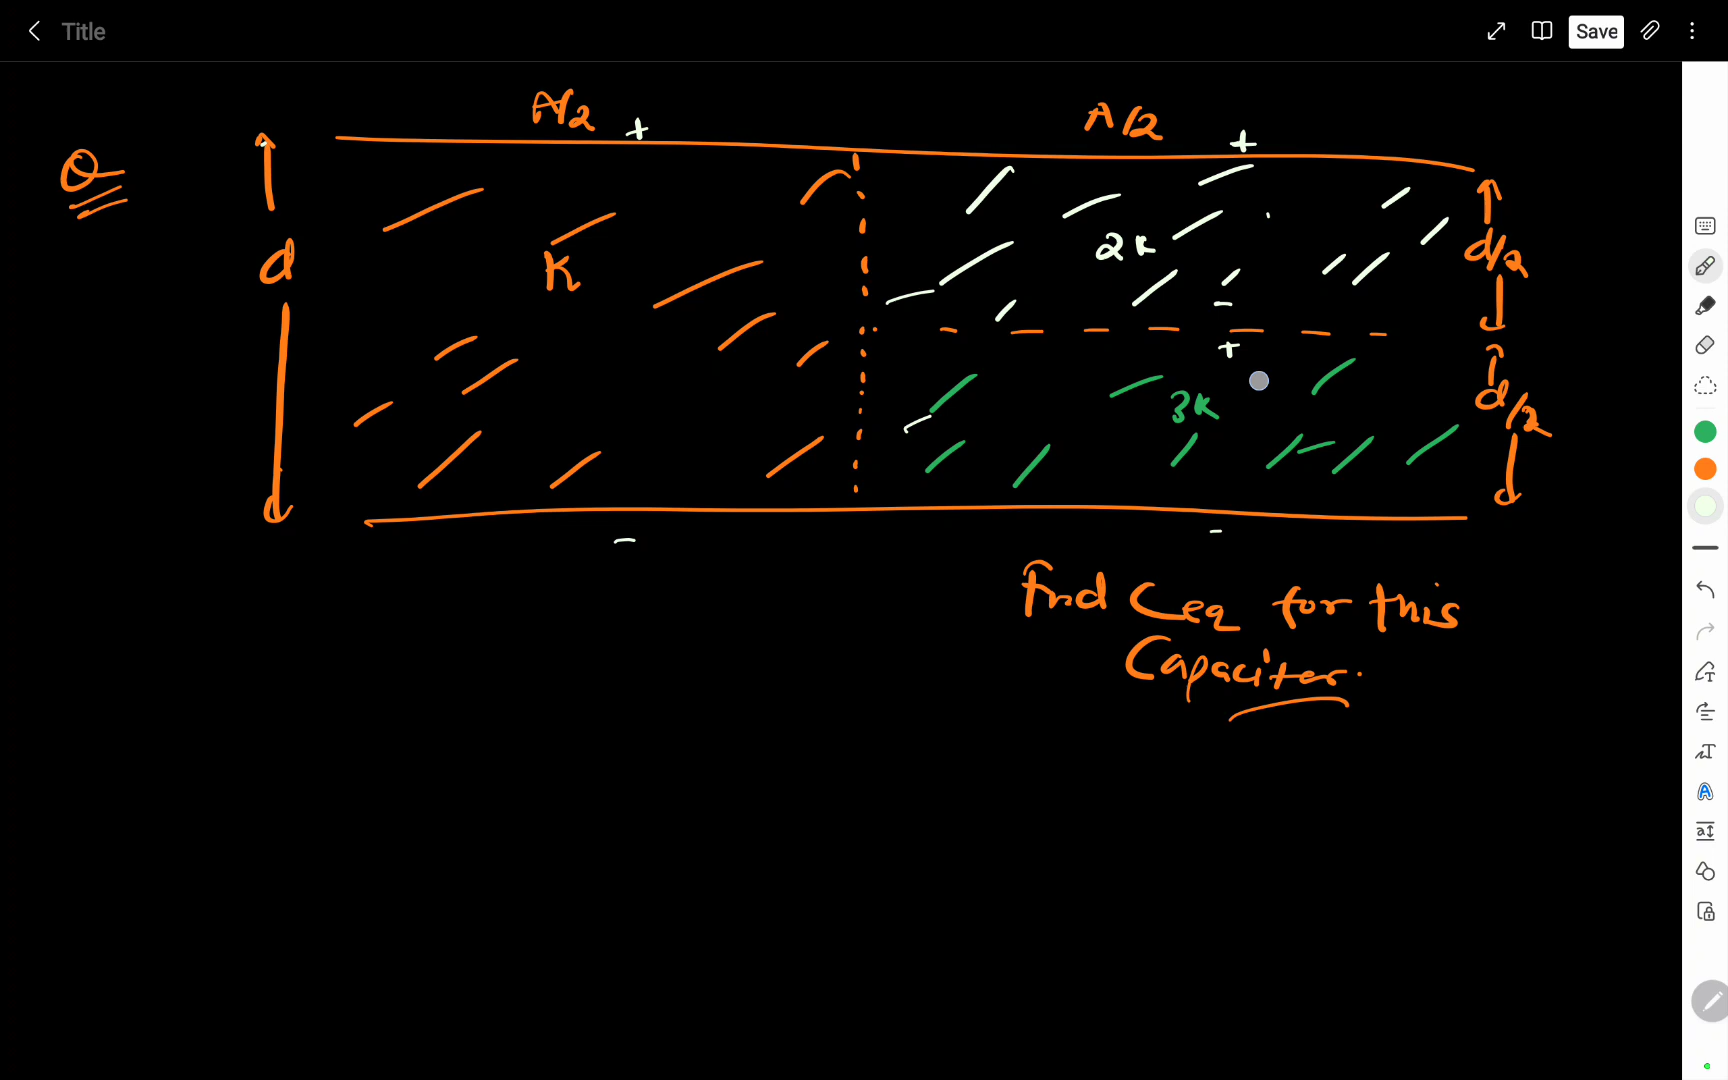 Title
Save
Q
A/2 + A/2 +
d
K
2K
d/2
-
+
3K
d/2
- -
Find Ceq for this
Capacitor.